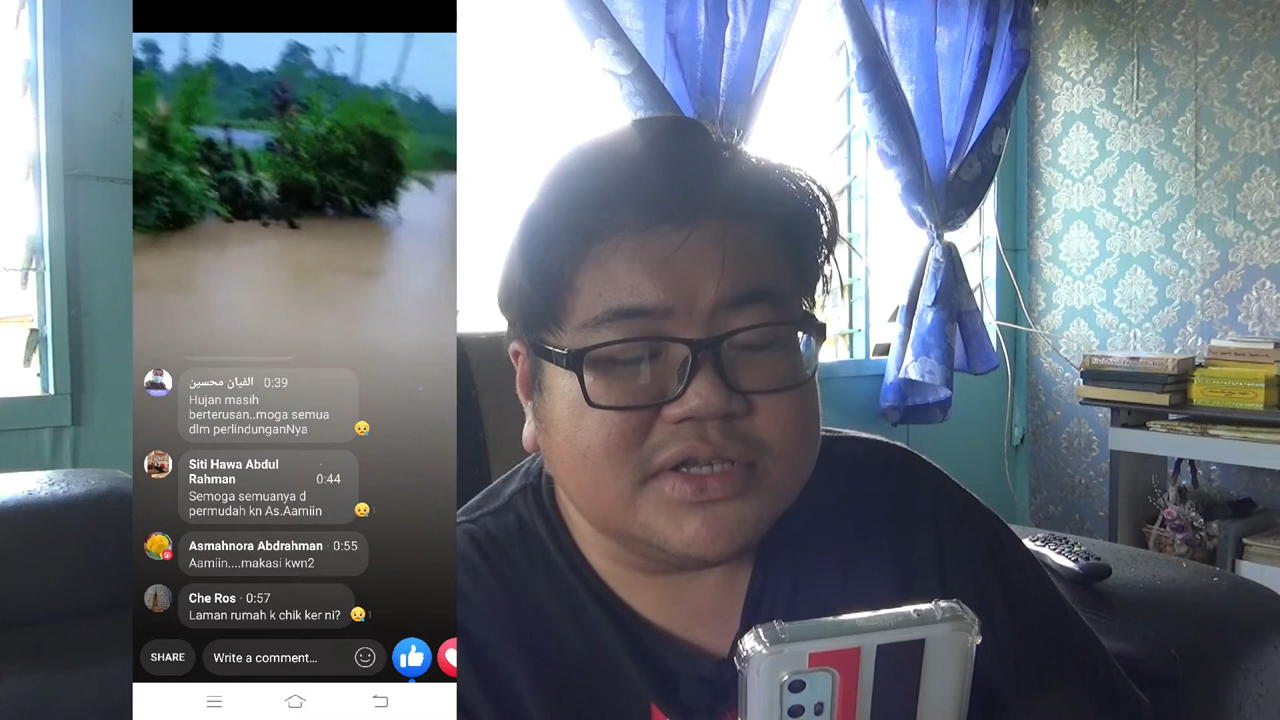 الفيان محسين 0:39
Hujan masih
berterusan..moga semua
dlm perlindunganNya
Siti Hawa Abdul
Rahman 0:44
Semoga semuanya d
permudah kn As.Aamiin
Asmahnora Abdrahman · 0:55
Aamiin....makasi kwn2
Che Ros · 0:57
Laman rumah k chik ker ni?
1
SHARE
Write a comment...